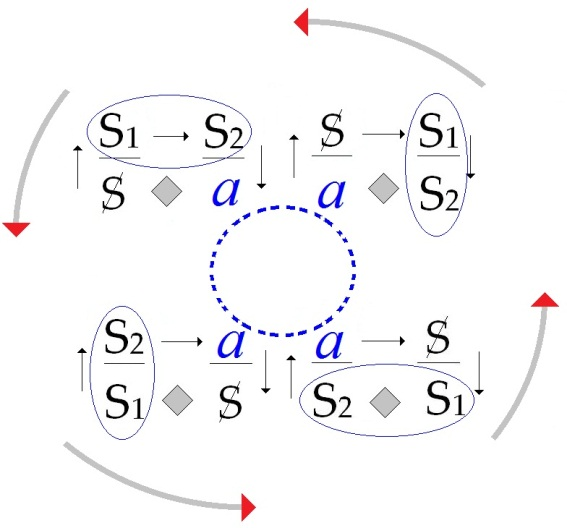 S1 → S2 $ → S1
$ ◆ a a ◆ S2
S2 → a a → $
S1 ◆ $ S2 ◆ S1